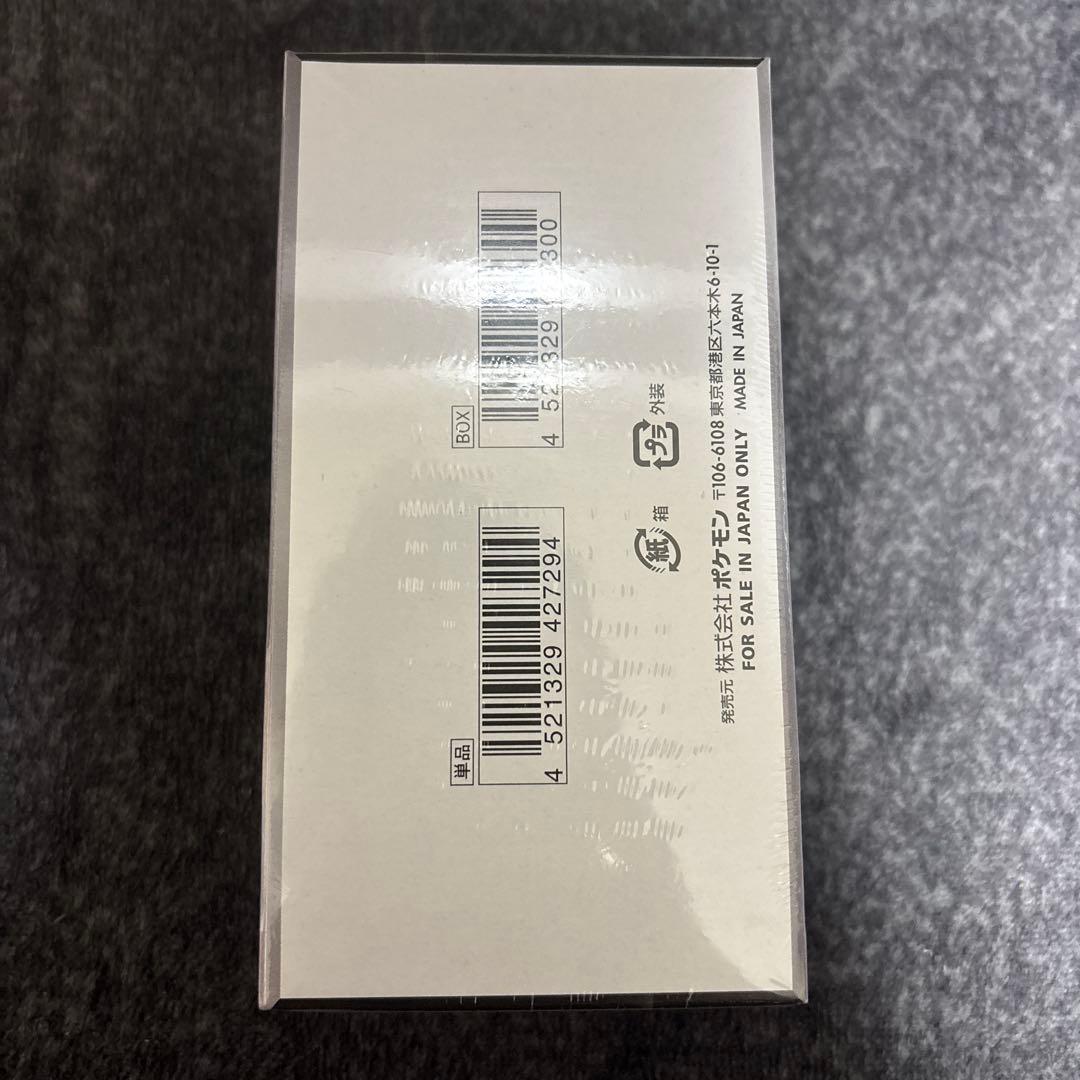 単品
4 521329 427294
BOX
4
紙 箱
プラ 外装
発売元 株式会社 ポケモン 〒106-6108 東京都港区六本木6-10-1
FOR SALE IN JAPAN ONLY MADE IN JAPAN